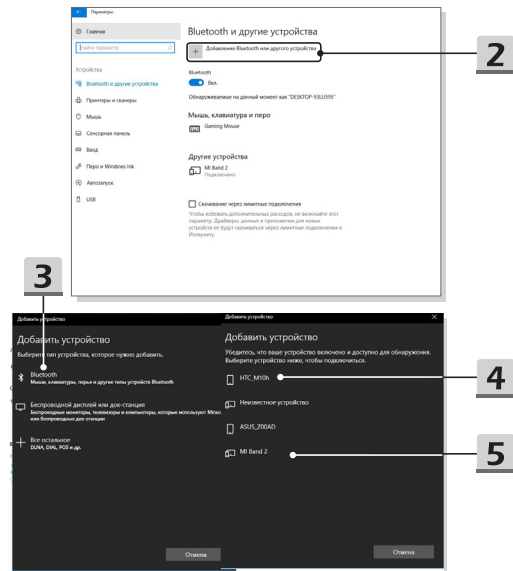 Параметры
Главная
Найти параметр
Устройства
Bluetooth и другие устройства
Принтеры и сканеры
Мышь
Сенсорная панель
Ввод
Перо и Windows Ink
Автозапуск
USB
Bluetooth и другие устройства
Добавление Bluetooth или другого устройства
2
Bluetooth
Вкл.
Обнаруживаемые на данный момент как "DESKTOP-93LU595"
Мышь, клавиатура и перо
Gaming Mouse
Другие устройства
MI Band 2
Подключено
Скачивание через лимитные подключения
Чтобы избежать дополнительных расходов, не включайте этот
параметр. Драйверы, данные и приложения для новых
устройств не будут скачиваться через лимитные подключения к
Интернету.
3
Добавить устройство
Добавить устройство
Выберите тип устройства, которое нужно добавить.
Bluetooth
Мыши, клавиатуры, перья и другие типы устройств Bluetooth
Беспроводной дисплей или док-станция
Беспроводные мониторы, телевизоры и компьютеры, которые используют Mirac
или беспроводные док-станции
Все остальное
DLNA, DIAL, POS и др.
Отмена
Добавить устройство
Добавить устройство
Убедитесь, что ваше устройство включено и доступно для обнаружения.
Выберите устройство ниже, чтобы подключиться.
HTC_M10h
4
Неизвестное устройство
ASUS_Z00AD
MI Band 2
5
Отмена